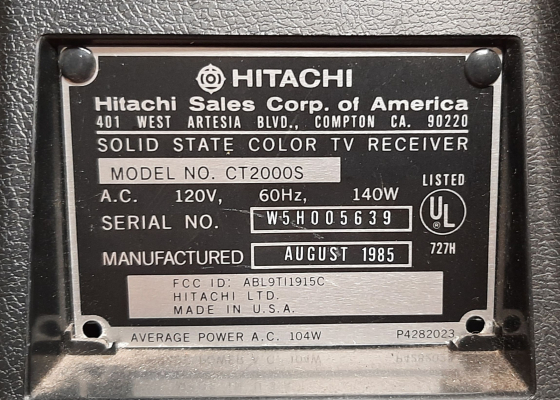 HITACHI
Hitachi Sales Corp. of America
401 WEST ARTESIA BLVD., COMPTON CA. 90220
SOLID STATE COLOR TV RECEIVER
MODEL NO. CT2000S
A.C. 120V, 60Hz, 140W
SERIAL NO. W5H005639
LISTED
UL
727H
MANUFACTURED AUGUST 1985
FCC ID: ABL9TI1915C
HITACHI LTD.
MADE IN U.S.A.
AVERAGE POWER A.C. 104W P4282023